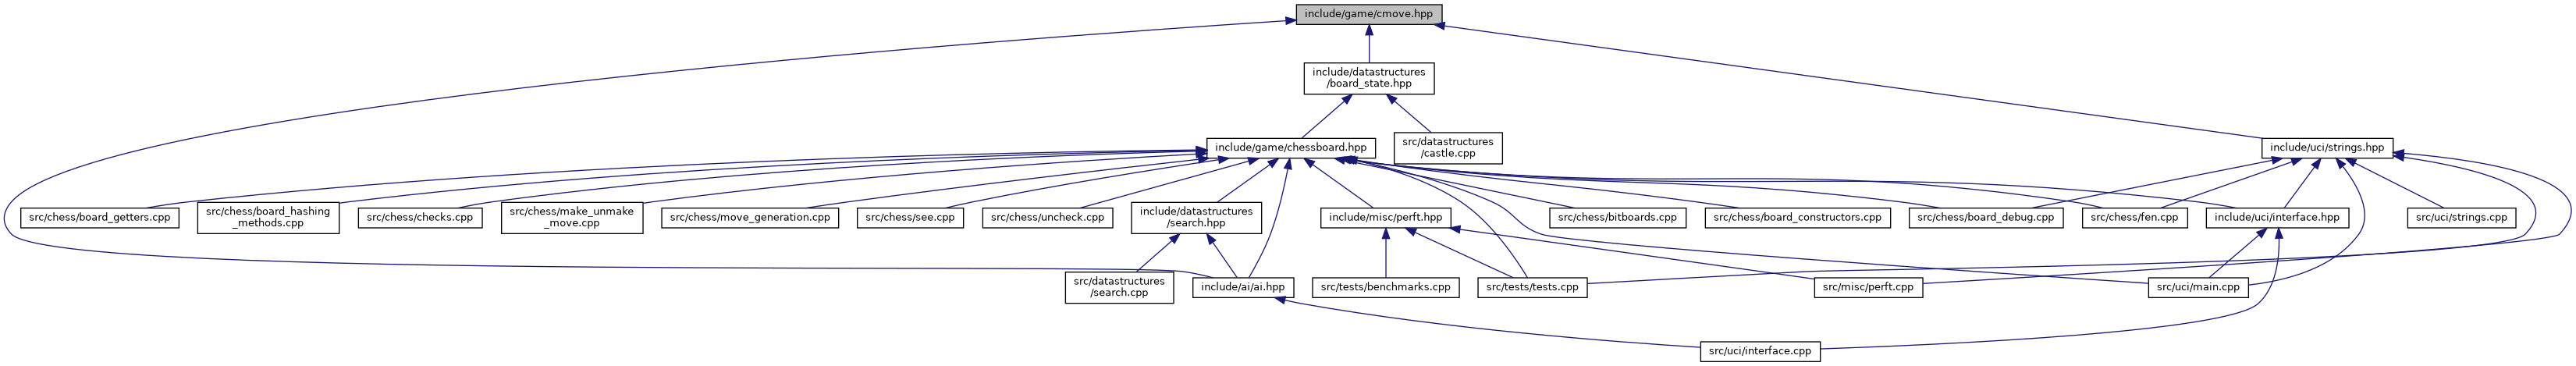 include/game/cmove.hpp
include/datastructures
/board_state.hpp
include/game/chessboard.hpp
src/datastructures
/castle.cpp
include/uci/strings.hpp
src/chess/board_getters.cpp
src/chess/board_hashing
_methods.cpp
src/chess/checks.cpp
src/chess/make_unmake
_move.cpp
src/chess/move_generation.cpp
src/chess/see.cpp
src/chess/uncheck.cpp
include/datastructures
/search.hpp
include/misc/perft.hpp
src/chess/bitboards.cpp
src/chess/board_constructors.cpp
src/chess/board_debug.cpp
src/chess/fen.cpp
include/uci/interface.hpp
src/uci/strings.cpp
src/datastructures
/search.cpp
include/ai/ai.hpp
src/tests/benchmarks.cpp
src/tests/tests.cpp
src/misc/perft.cpp
src/uci/main.cpp
src/uci/interface.cpp